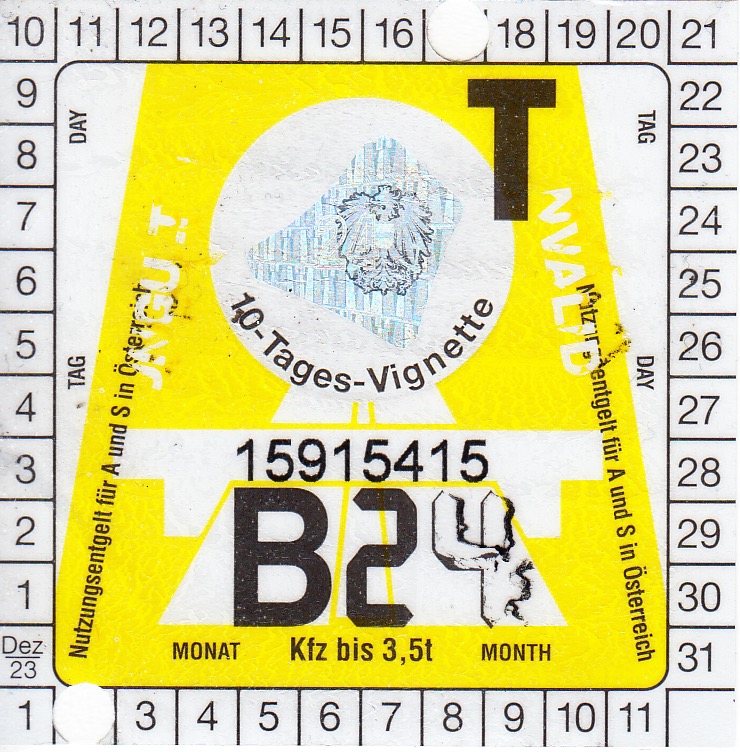 10 11 12 13 14 15 16 18 19 20 21
9 22
8 23
7 24
6 25
5 26
4 27
3 28
2 29
1 30
Dez 23 31
1 3 4 5 6 7 8 9 10 11
DAY
TAG
T
NVALID
TAG
DAY
10-Tages-Vignette
Nutzungsentgelt für A und S in Österreich
Nutzungsentgelt für A und S in Österreich
15915415
B24
MONAT Kfz bis 3,5t MONTH